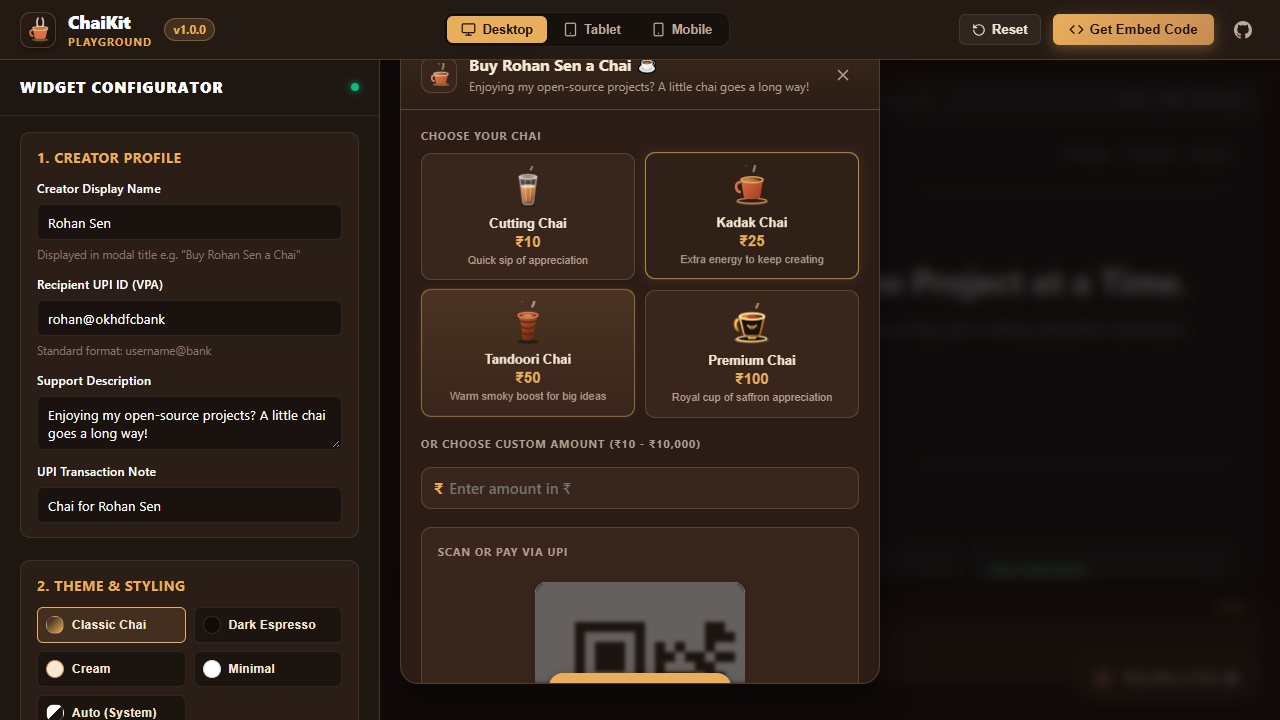 ChaiKit
PLAYGROUND
v1.0.0
Desktop
Tablet
Mobile
Reset
<> Get Embed Code
WIDGET CONFIGURATOR
1. CREATOR PROFILE
Creator Display Name
Rohan Sen
Displayed in modal title e.g. "Buy Rohan Sen a Chai"
Recipient UPI ID (VPA)
rohan@okhdfcbank
Standard format: username@bank
Support Description
Enjoying my open-source projects? A little chai
goes a long way!
UPI Transaction Note
Chai for Rohan Sen
2. THEME & STYLING
Classic Chai
Dark Espresso
Cream
Minimal
Auto (System)
Buy Rohan Sen a Chai ☕
Enjoying my open-source projects? A little chai goes a long way!
CHOOSE YOUR CHAI
Cutting Chai
₹10
Quick sip of appreciation
Kadak Chai
₹25
Extra energy to keep creating
Tandoori Chai
₹50
Warm smoky boost for big ideas
Premium Chai
₹100
Royal cup of saffron appreciation
OR CHOOSE CUSTOM AMOUNT (₹10 - ₹10,000)
₹ Enter amount in ₹
SCAN OR PAY VIA UPI
Project at a Time.